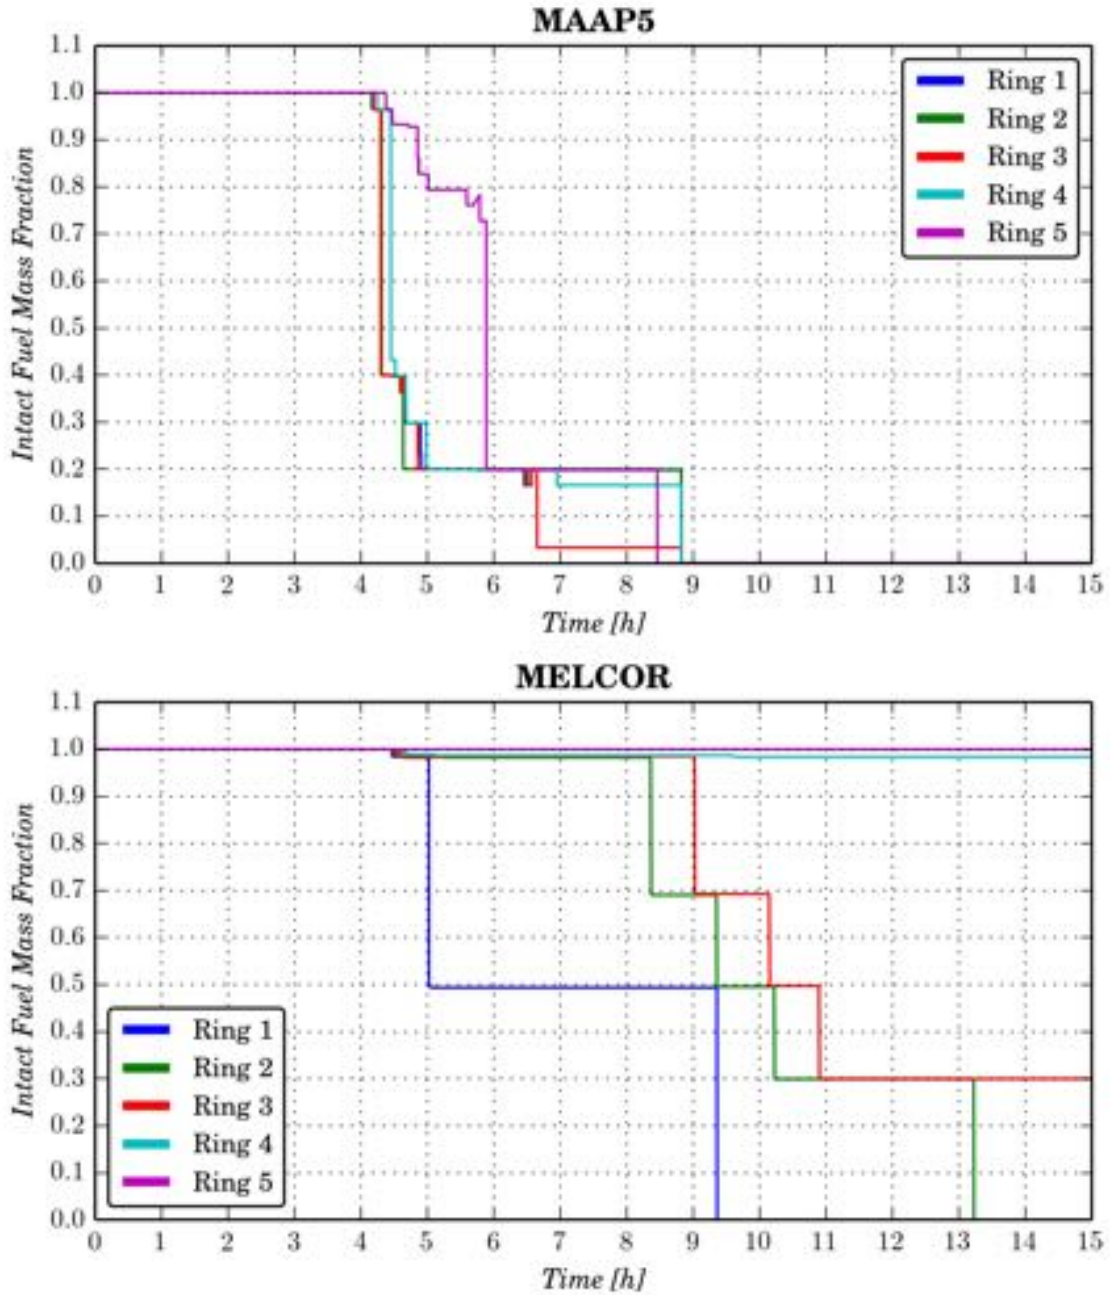 MAAP5
1.1
1.0
0.9
0.8
0.7
0.6
0.5
0.4
0.3
0.2
0.1
0.0
Intact Fuel Mass Fraction
Ring 1
Ring 2
Ring 3
Ring 4
Ring 5
0 1 2 3 4 5 6 7 8 9 10 11 12 13 14 15
Time [h]
MELCOR
1.1
1.0
0.9
0.8
0.7
0.6
0.5
0.4
0.3
0.2
0.1
0.0
Intact Fuel Mass Fraction
Ring 1
Ring 2
Ring 3
Ring 4
Ring 5
0 1 2 3 4 5 6 7 8 9 10 11 12 13 14 15
Time [h]